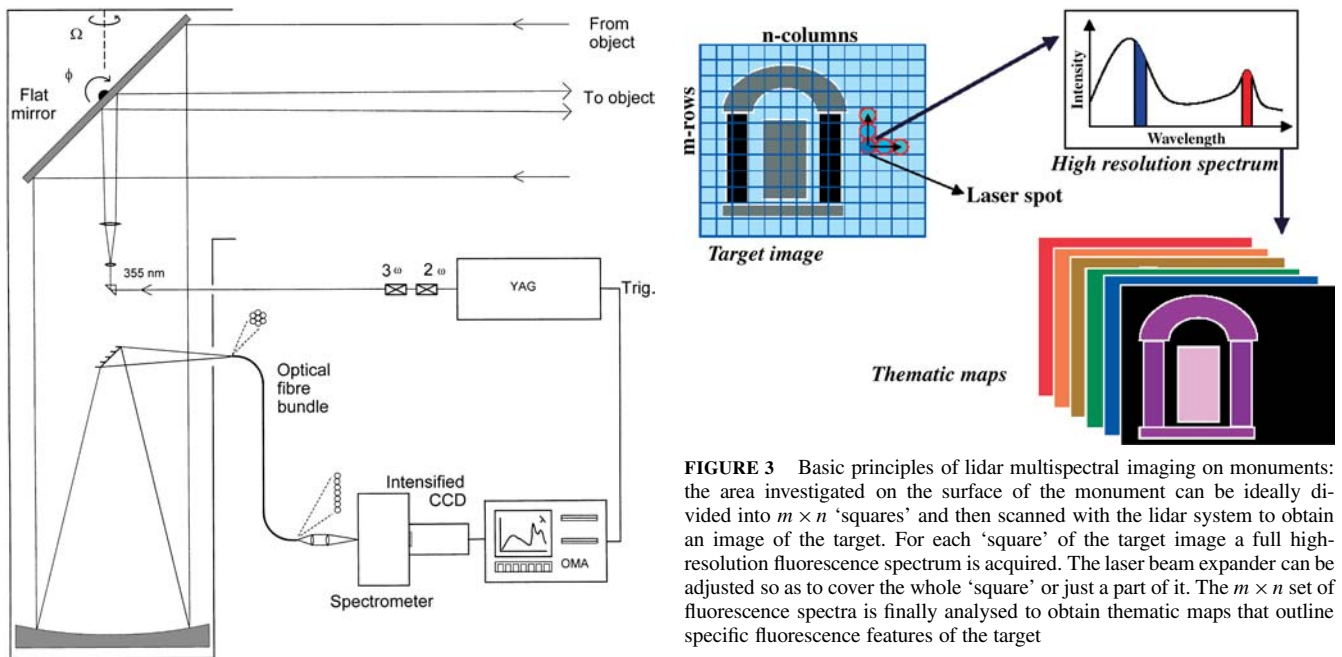 Ω
From
object
ϕ
Flat
mirror
To object
355 nm
3ω 2ω
YAG
Trig.
Optical
fibre
bundle
Intensified
CCD
λ
OMA
Spectrometer
n-columns
m-rows
Laser spot
Target image
Intensity
Wavelength
High resolution spectrum
Thematic maps
FIGURE 3 Basic principles of lidar multispectral imaging on monuments:
the area investigated on the surface of the monument can be ideally di-
vided into m × n ‘squares’ and then scanned with the lidar system to obtain
an image of the target. For each ‘square’ of the target image a full high-
resolution fluorescence spectrum is acquired. The laser beam expander can be
adjusted so as to cover the whole ‘square’ or just a part of it. The m × n set of
fluorescence spectra is finally analysed to obtain thematic maps that outline
specific fluorescence features of the target